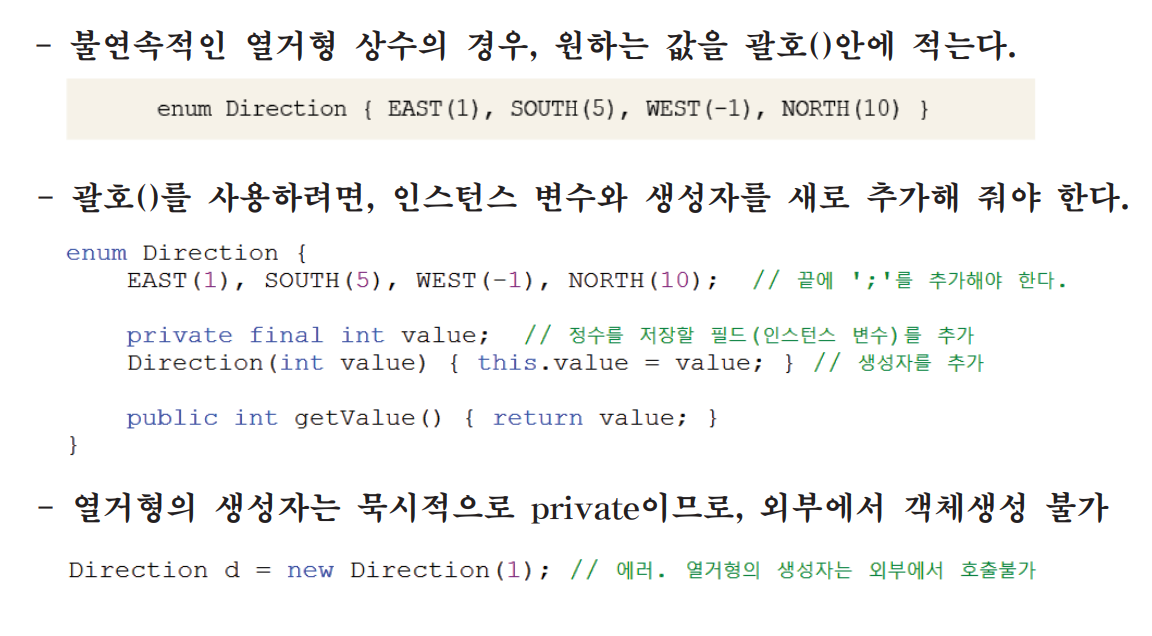 - 불연속적인 열거형 상수의 경우, 원하는 값을 괄호()안에 적는다.
enum Direction { EAST(1), SOUTH(5), WEST(-1), NORTH(10) }
- 괄호()를 사용하려면, 인스턴스 변수와 생성자를 새로 추가해 줘야 한다.
enum Direction {
EAST(1), SOUTH(5), WEST(-1), NORTH(10); // 끝에 ';'를 추가해야 한다.
private final int value; // 정수를 저장할 필드(인스턴스 변수)를 추가
Direction(int value) { this.value = value; } // 생성자를 추가
public int getValue() { return value; }
}
- 열거형의 생성자는 묵시적으로 private이므로, 외부에서 객체생성 불가
Direction d = new Direction(1); // 에러. 열거형의 생성자는 외부에서 호출불가